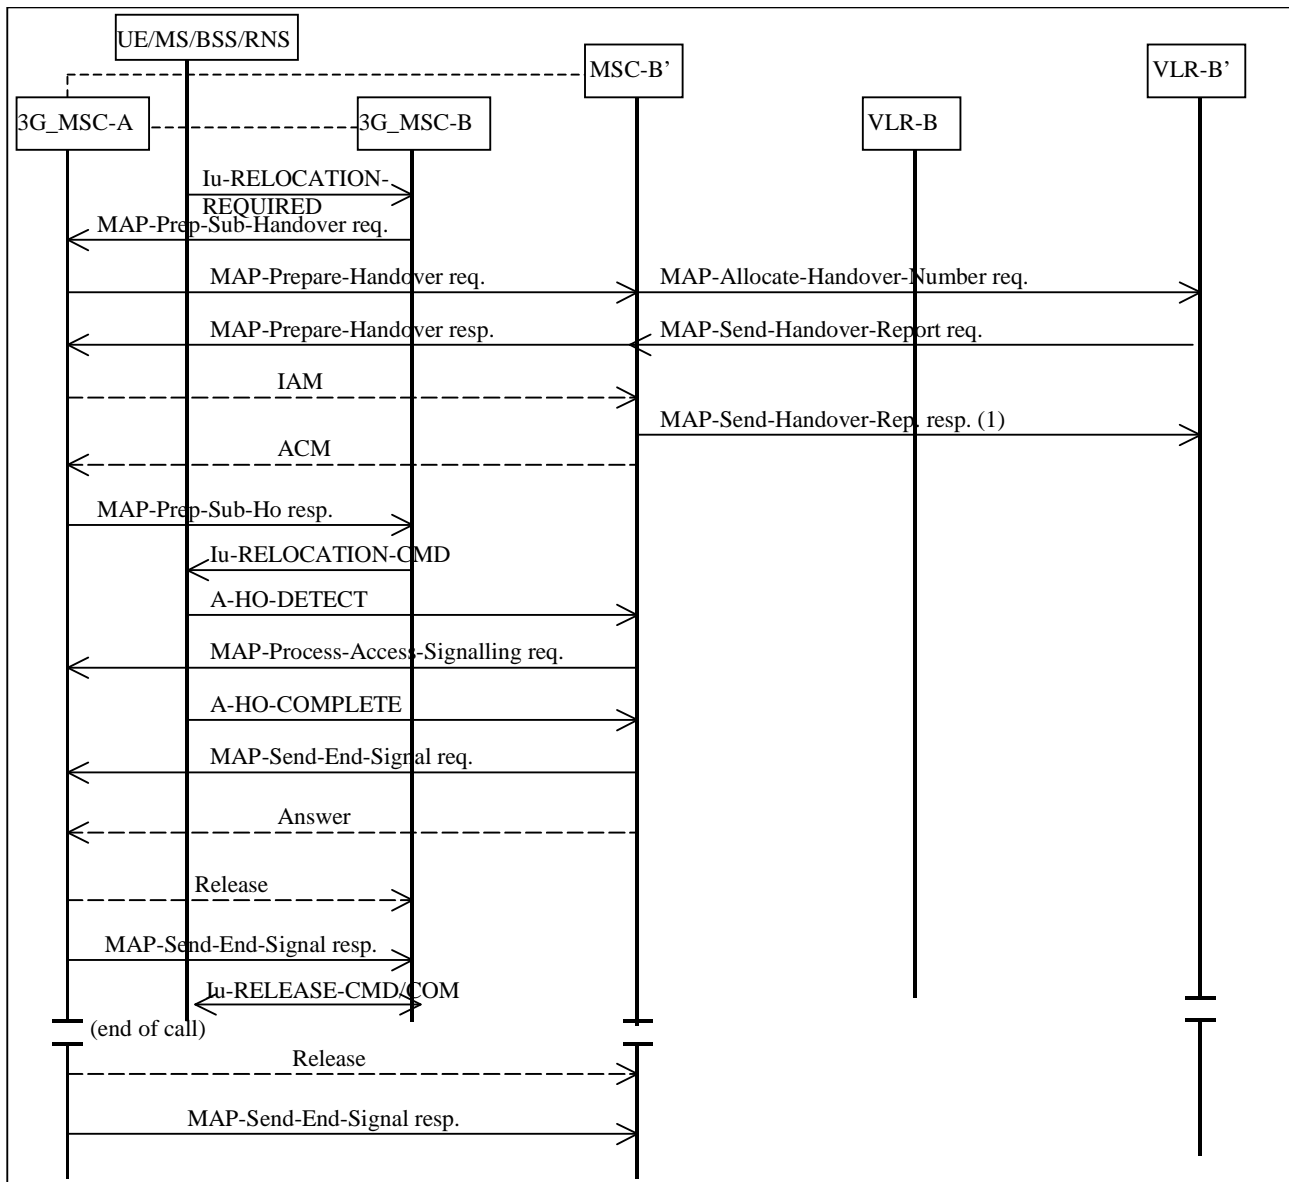 UE/MS/BSS/RNS
MSC-B’
VLR-B’
3G_MSC-A
3G_MSC-B
VLR-B
Iu-RELOCATION-
REQUIRED
MAP-Prep-Sub-Handover req.
MAP-Prepare-Handover req.
MAP-Allocate-Handover-Number req.
MAP-Prepare-Handover resp.
MAP-Send-Handover-Report req.
IAM
MAP-Send-Handover-Rep. resp. (1)
ACM
MAP-Prep-Sub-Ho resp.
Iu-RELOCATION-CMD
A-HO-DETECT
MAP-Process-Access-Signalling req.
A-HO-COMPLETE
MAP-Send-End-Signal req.
Answer
Release
MAP-Send-End-Signal resp.
Iu-RELEASE-CMD/COM
(end of call)
Release
MAP-Send-End-Signal resp.